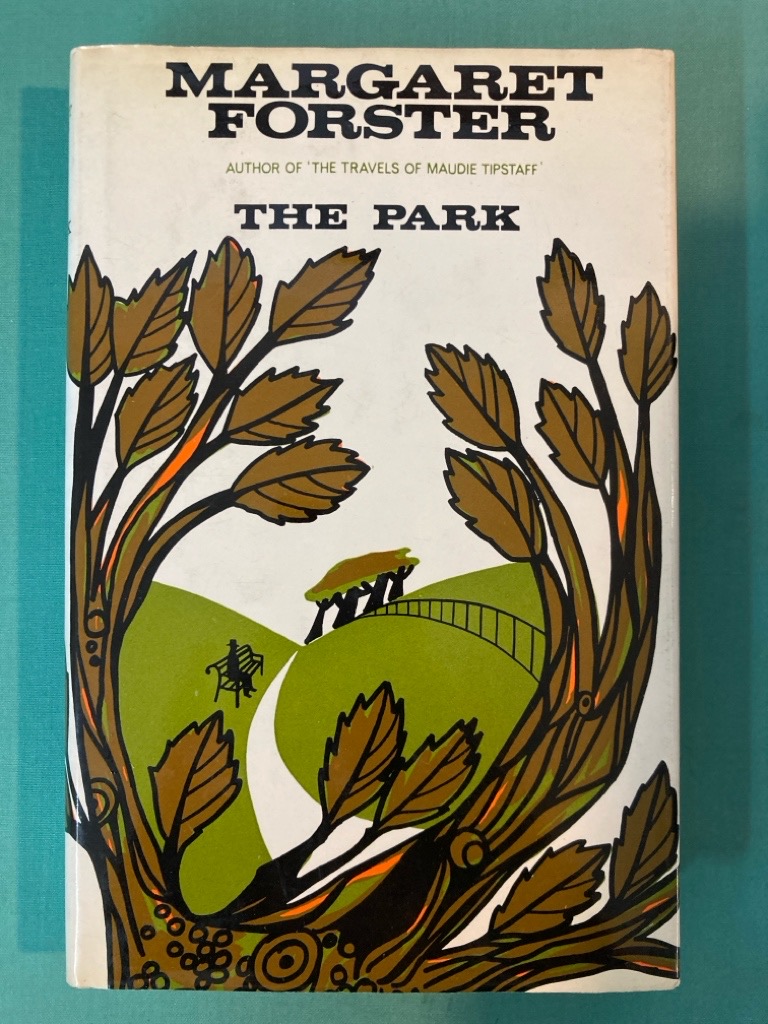 MARGARET
FORSTER
AUTHOR OF 'THE TRAVELS OF MAUDIE TIPSTAFF'
THE PARK